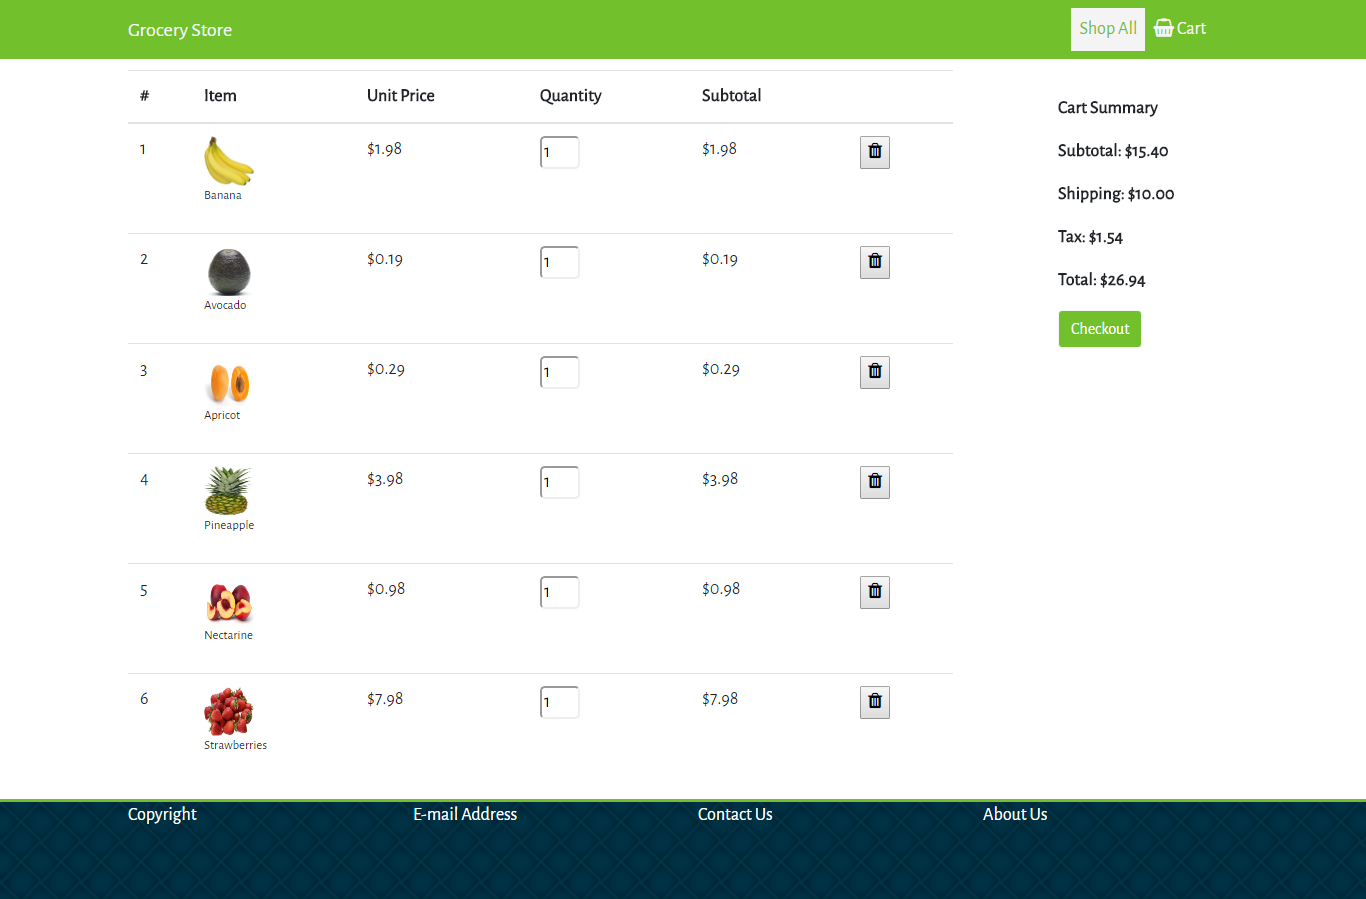 Grocery Store
Shop All
Cart
# Item Unit Price Quantity Subtotal
1 $1.98 1 $1.98
Banana
2 $0.19 1 $0.19
Avocado
3 $0.29 1 $0.29
Apricot
4 $3.98 1 $3.98
Pineapple
5 $0.98 1 $0.98
Nectarine
6 $7.98 1 $7.98
Strawberries
Cart Summary
Subtotal: $15.40
Shipping: $10.00
Tax: $1.54
Total: $26.94
Checkout
Copyright E-mail Address Contact Us About Us